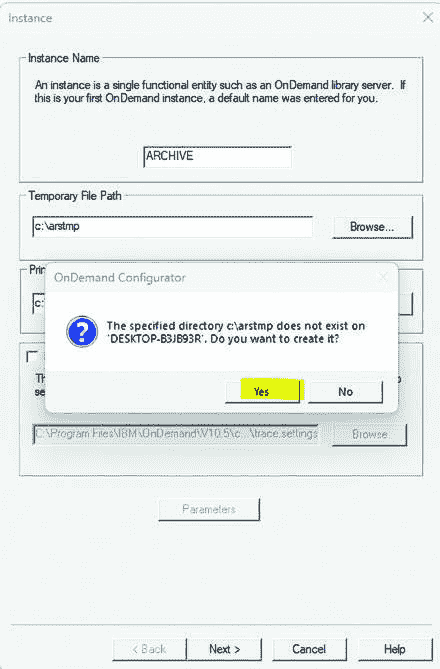 Instance
Instance Name
An instance is a single functional entity such as an OnDemand library server. If
this is your first OnDemand instance, a default name was entered for you.
ARCHIVE
Temporary File Path
c:\arstmp
Browse...
Prin
c:
OnDemand Configurator
The specified directory c:\arstmp does not exist on
'DESKTOP-B3JB93R'. Do you want to create it?
Yes
No
Th
se
C:\Program Files\IBM\OnDemand\V10.5\c...\trace.settings
Browse...
Parameters
< Back
Next >
Cancel
Help